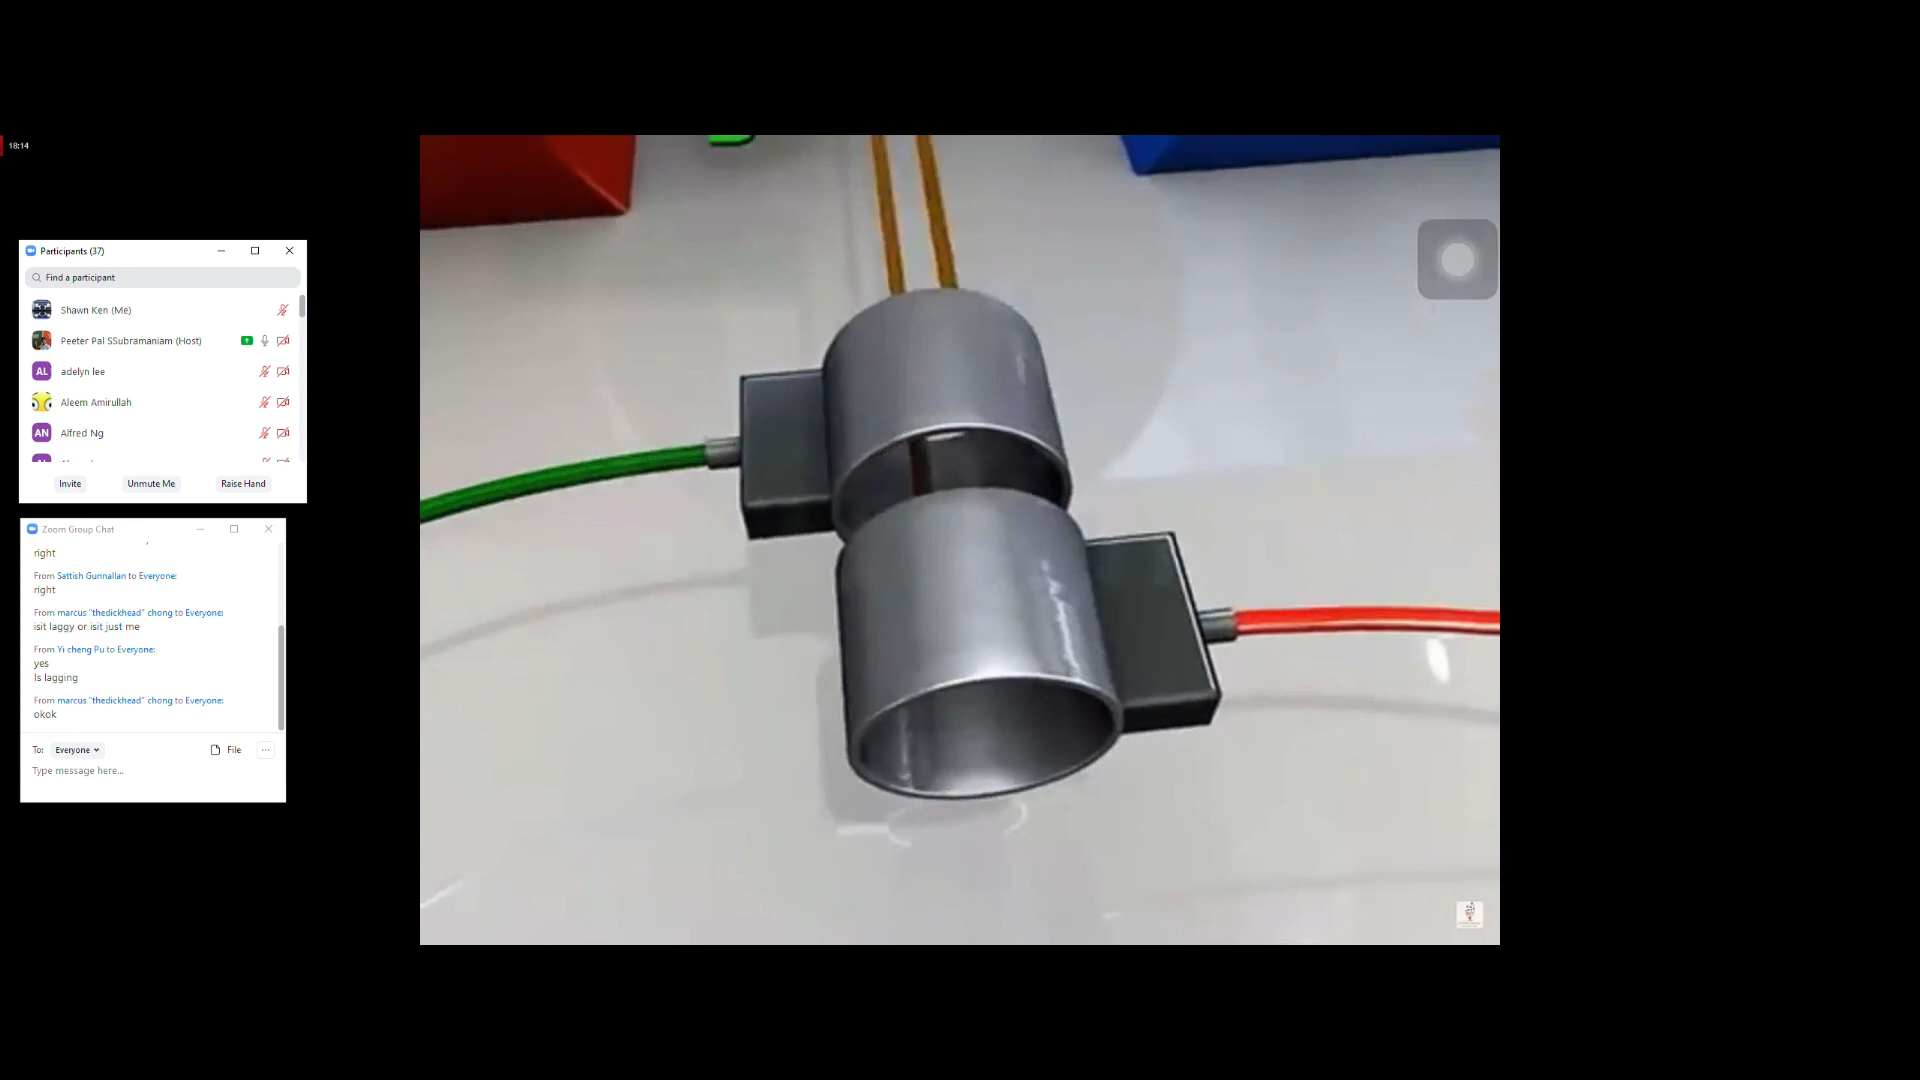 18:14
Participants (37)
Find a participant
Shawn Ken (Me)
Peeter Pal SSubramaniam (Host)
AL adelyn lee
Aleem Amirullah
AN Alfred Ng
Invite Unmute Me Raise Hand
Zoom Group Chat
right
From Sattish Gunnallan to Everyone:
right
From marcus "thedickhead" chong to Everyone:
isit laggy or isit just me
From Yi cheng Pu to Everyone:
yes
Is lagging
From marcus "thedickhead" chong to Everyone:
okok
To: Everyone File
Type message here...